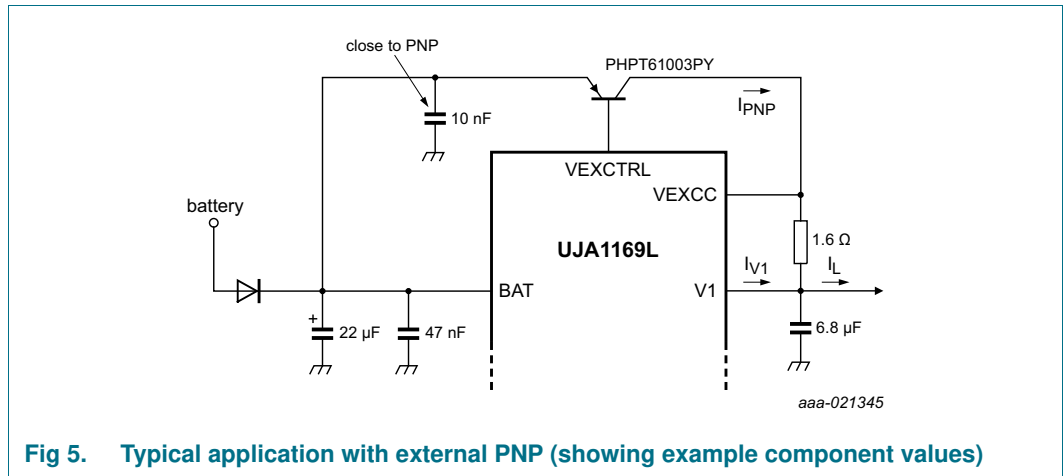 close to PNP
PHPT61003PY
I_PNP
10 nF
VEXCTRL
VEXCC
battery
UJA1169L
1.6 Ω
I_V1
I_L
BAT
V1
+
22 µF
47 nF
6.8 µF
aaa-021345
Fig 5. Typical application with external PNP (showing example component values)